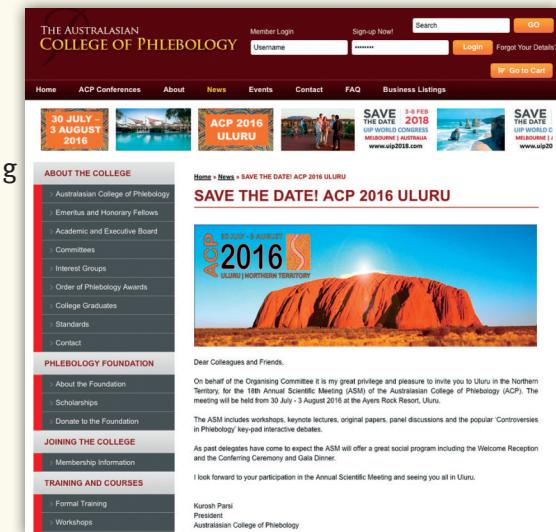 g
THE AUSTRALASIAN
COLLEGE OF PHLEBOLOGY
Member Login
Sign-up Now!
Search
GO
Username
••••••••
Login
Forgot Your Details?
Go to Cart
Home
ACP Conferences
About
News
Events
Contact
FAQ
Business Listings
30 JULY –
3 AUGUST
2016
ACP 2016
ULURU
SAVE
THE DATE
3-8 FEB
2018
UIP WORLD CONGRESS
MELBOURNE | AUSTRALIA
www.uip2018.com
SAVE
THE DATE
UIP WORLD C
MELBOURNE | 
www.uip20
ABOUT THE COLLEGE
Australasian College of Phlebology
Emeritus and Honorary Fellows
Academic and Executive Board
Committees
Interest Groups
Order of Phlebology Awards
College Graduates
Standards
Contact
PHLEBOLOGY FOUNDATION
About the Foundation
Scholarships
Donate to the Foundation
JOINING THE COLLEGE
Membership Information
TRAINING AND COURSES
Formal Training
Workshops
Home » News » SAVE THE DATE! ACP 2016 ULURU
SAVE THE DATE! ACP 2016 ULURU
ACP
30 JULY - 3 AUGUST
2016
ULURU | NORTHERN TERRITORY
Dear Colleagues and Friends,
On behalf of the Organising Committee it is my great privilege and pleasure to invite you to Uluru in the Northern
Territory, for the 18th Annual Scientific Meeting (ASM) of the Australasian College of Phlebology (ACP). The
meeting will be held from 30 July - 3 August 2016 at the Ayers Rock Resort, Uluru.
The ASM includes workshops, keynote lectures, original papers, panel discussions and the popular 'Controversies
in Phlebology' key-pad interactive debates.
As past delegates have come to expect the ASM will offer a great social program including the Welcome Reception
and the Conferring Ceremony and Gala Dinner.
I look forward to your participation in the Annual Scientific Meeting and seeing you all in Uluru.
Kurosh Parsi
President
Australasian College of Phlebology